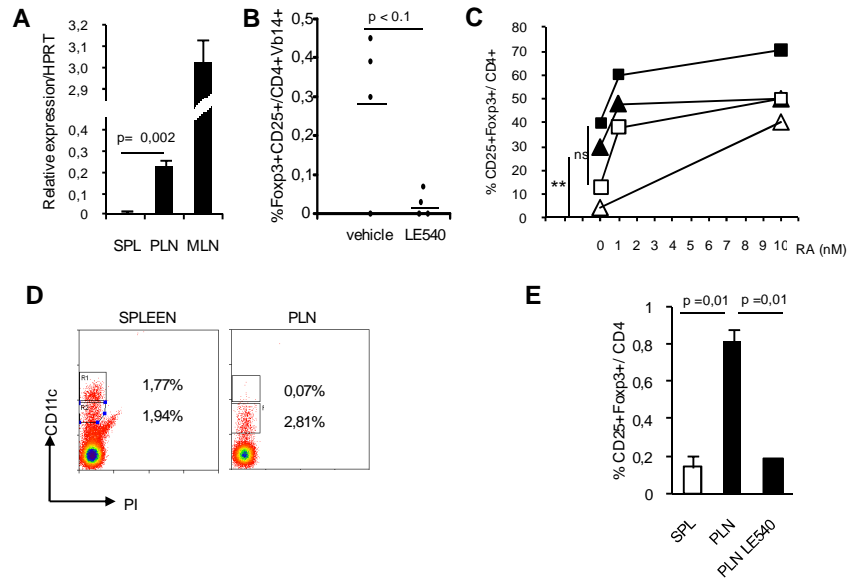 A
Relative expression/HPRT
3,2
3,1
3,0
2,9
0,4
0,3
0,2
0,1
0
p= 0,002
SPL PLN MLN
B
%Foxp3+CD25+/CD4+Vb14+
0,5
0,4
0,3
0,2
0,1
0
p < 0.1
vehicle LE540
C
% CD25+Foxp3+/ CD4+
80
70
60
50
40
30
20
10
0
**
ns
0 1 2 3 4 5 6 7 8 9 10 RA (nM)
D
SPLEEN
PLN
CD11c
R1
R2
1,77%
1,94%
0,07%
2,81%
PI
E
% CD25+Foxp3+/ CD4
1
0,8
0,6
0,4
0,2
0
p =0,01 p =0,01
SPL
PLN
PLN LE540